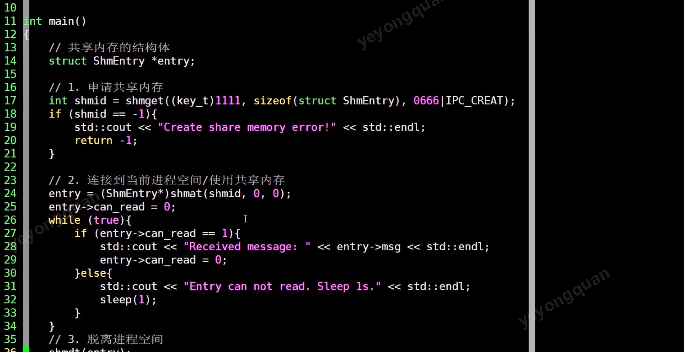 10
11 int main()
12 {
13     // 共享内存的结构体
14     struct ShmEntry *entry;
15
16     // 1. 申请共享内存
17     int shmid = shmget((key_t)1111, sizeof(struct ShmEntry), 0666|IPC_CREAT);
18     if (shmid == -1){
19         std::cout << "Create share memory error!" << std::endl;
20         return -1;
21     }
22
23     // 2. 连接到当前进程空间/使用共享内存
24     entry = (ShmEntry*)shmat(shmid, 0, 0);
25     entry->can_read = 0;
26     while (true){
27         if (entry->can_read == 1){
28             std::cout << "Received message: " << entry->msg << std::endl;
29             entry->can_read = 0;
30         }else{
31             std::cout << "Entry can not read. Sleep 1s." << std::endl;
32             sleep(1);
33         }
34     }
35     // 3. 脱离进程空间
36     shmdt(entry);
yeyongquan
yeyongquan
yeyongquan